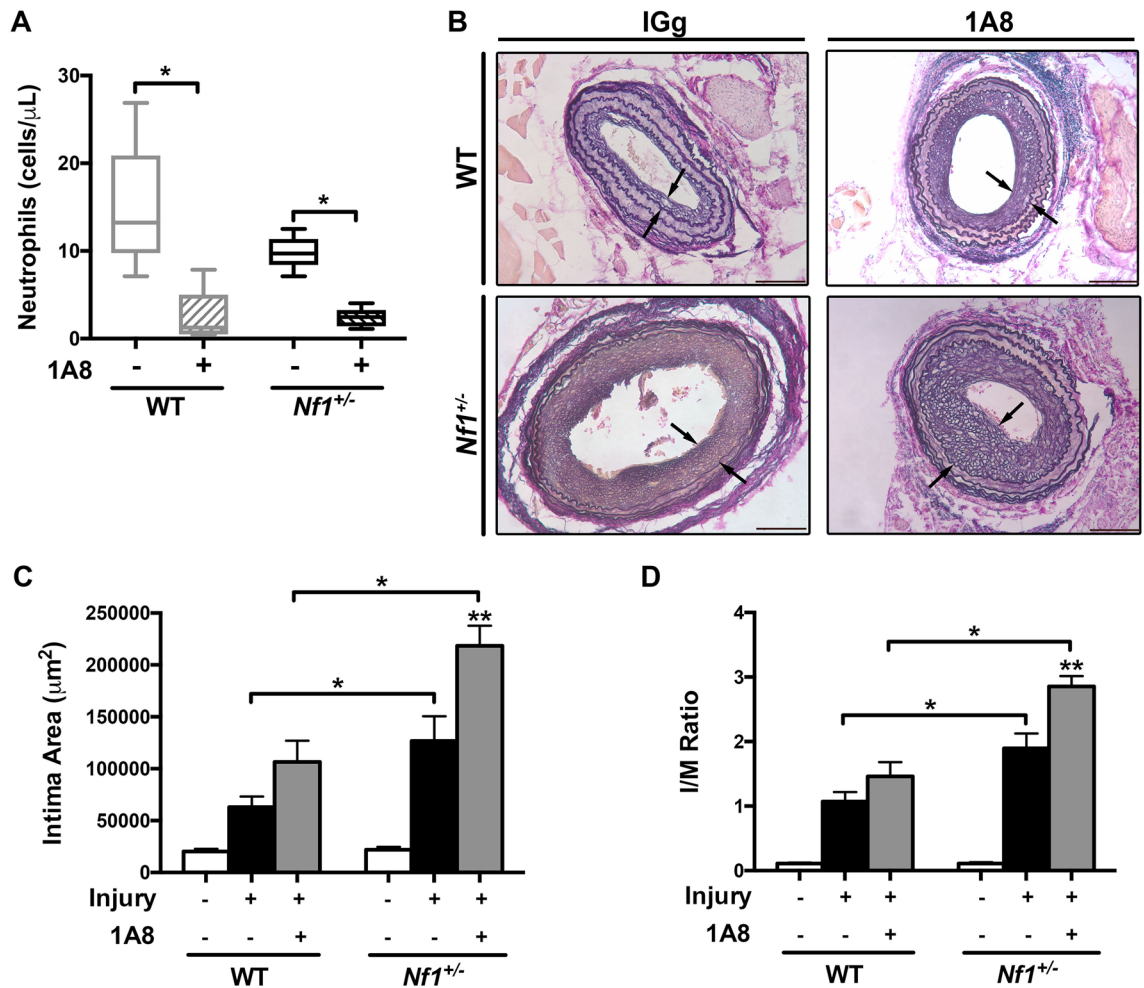 A
Neutrophils (cells/μL)
30
20
10
0
*
*
1A8
- + - +
WT Nf1+/-
B
IGg 1A8
WT
Nf1+/-
C
Intima Area (μm²)
250000
200000
150000
100000
50000
0
*
*
**
Injury - + + - + +
1A8 - - + - - +
WT Nf1+/-
D
I/M Ratio
4
3
2
1
0
*
*
**
Injury - + + - + +
1A8 - - + - - +
WT Nf1+/-